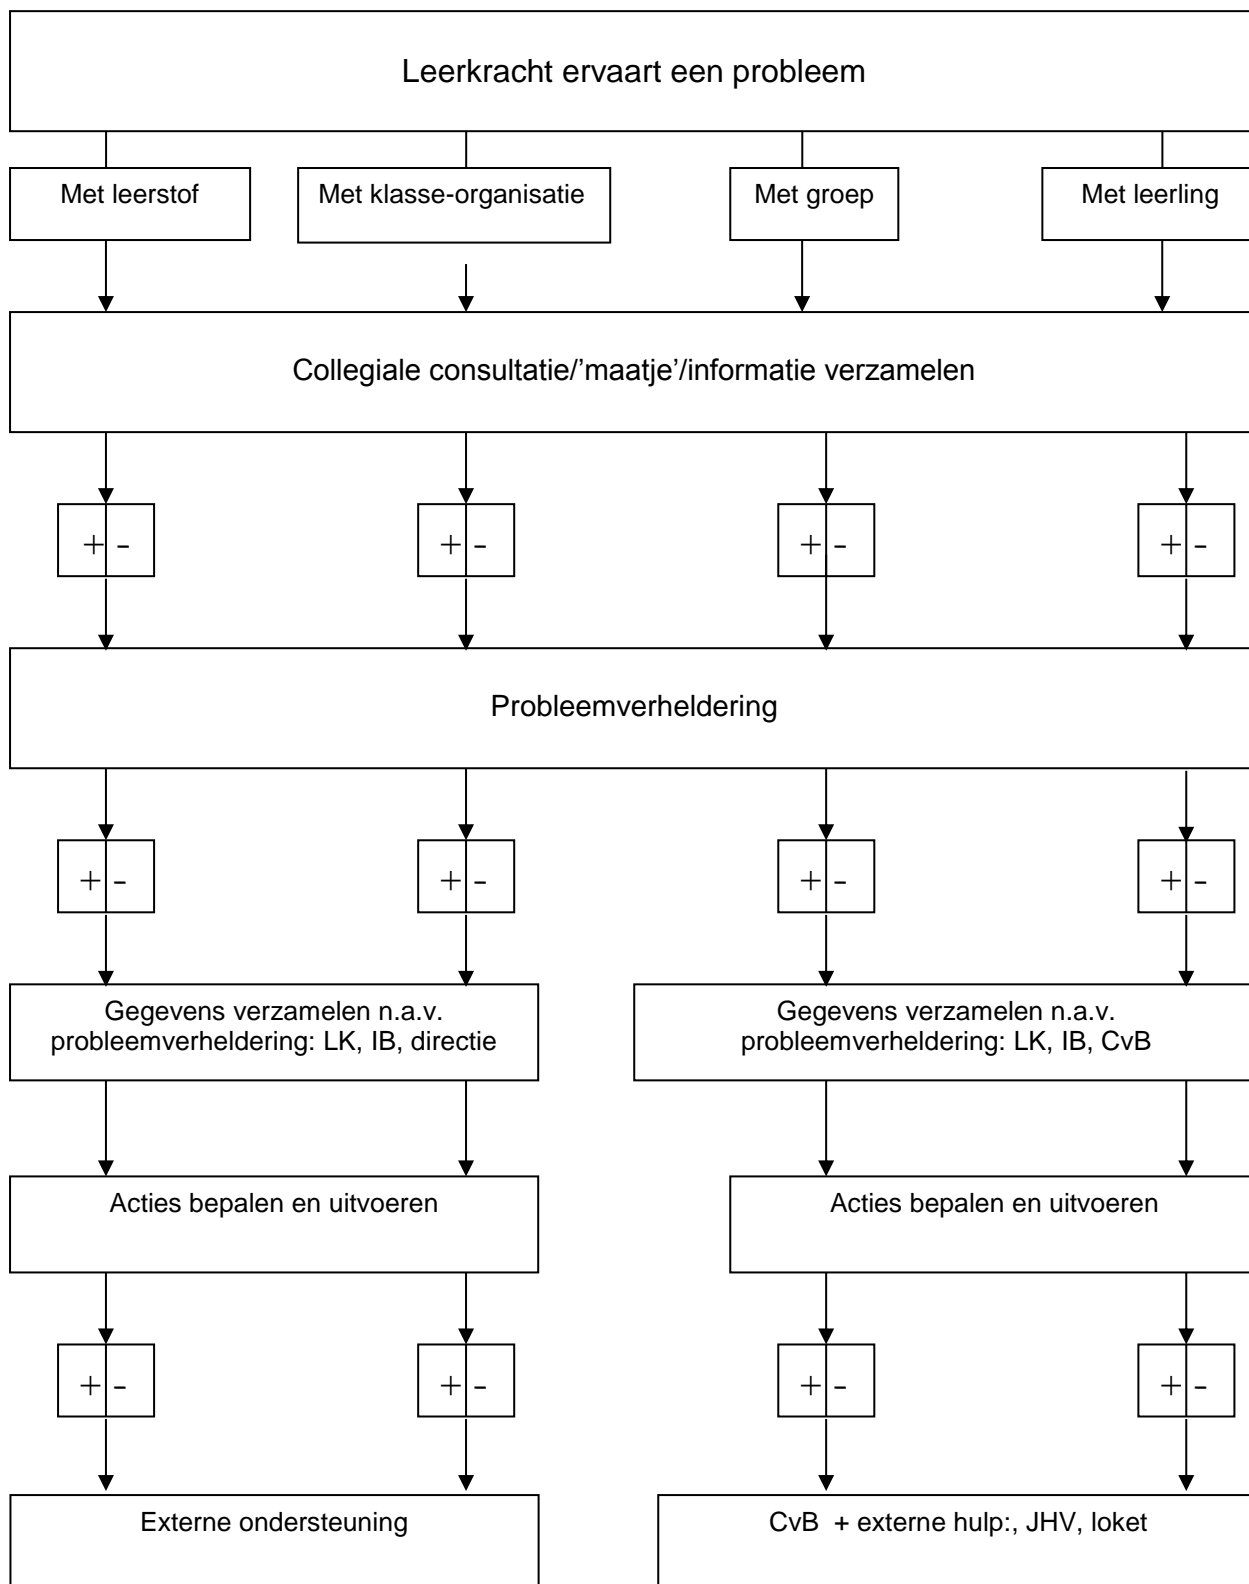 Leerkracht ervaart een probleem
Met leerstof
Met klasse-organisatie
Met groep
Met leerling
Collegiale consultatie/’maatje’/informatie verzamelen
+ -
+ -
+ -
+ -
Probleemverheldering
+ -
+ -
+ -
+ -
Gegevens verzamelen n.a.v.
probleemverheldering: LK, IB, directie
Gegevens verzamelen n.a.v.
probleemverheldering: LK, IB, CvB
Acties bepalen en uitvoeren
Acties bepalen en uitvoeren
+ -
+ -
+ -
+ -
Externe ondersteuning
CvB  + externe hulp:, JHV, loket